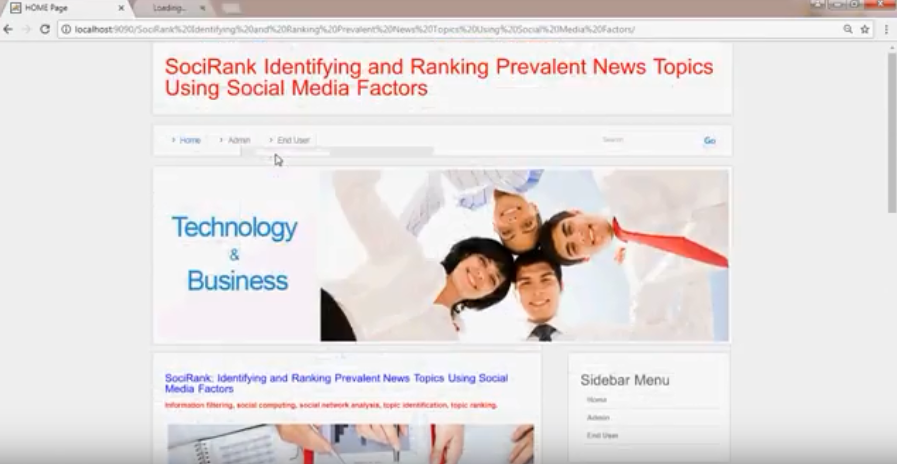 HOME Page
Loading...
localhost:9090/SociRank%20Identifying%20and%20Ranking%20Prevalent%20News%20Topics%20Using%20Social%20Media%20Factors/
SociRank Identifying and Ranking Prevalent News Topics
Using Social Media Factors
Home Admin End User Search Go
Technology
&
Business
SociRank: Identifying and Ranking Prevalent News Topics Using Social
Media Factors
Information filtering, social computing, social network analysis, topic identification, topic ranking.
Sidebar Menu
Home
Admin
End User